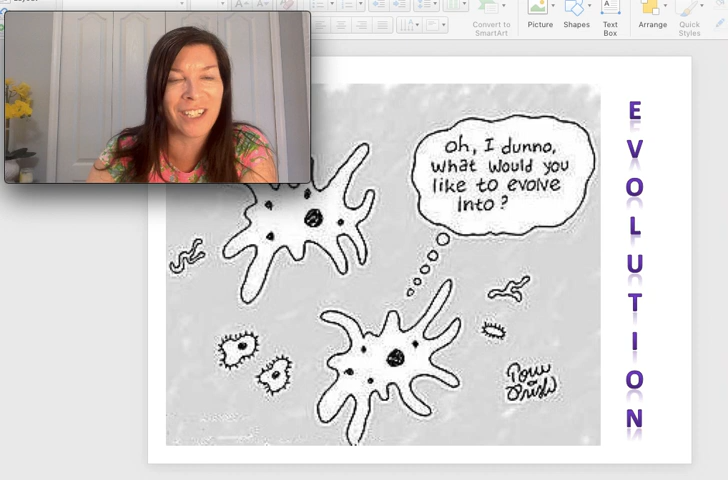 Convert to
SmartArt
Picture
Shapes
Text
Box
Arrange
Quick
Styles
oh, I dunno,
what would you
like to evolve
into?
E
V
O
L
U
T
I
O
N